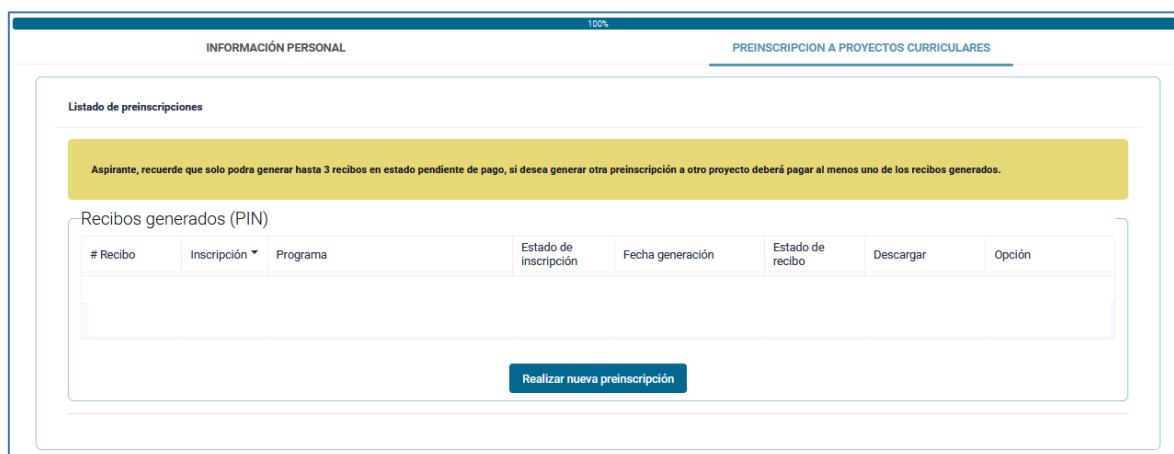 100%
INFORMACIÓN PERSONAL
PREINSCRIPCION A PROYECTOS CURRICULARES
Listado de preinscripciones
Aspirante, recuerde que solo podra generar hasta 3 recibos en estado pendiente de pago, si desea generar otra preinscripción a otro proyecto deberá pagar al menos uno de los recibos generados.
Recibos generados (PIN)
# Recibo
Inscripción
Programa
Estado de
inscripción
Fecha generación
Estado de
recibo
Descargar
Opción
Realizar nueva preinscripción